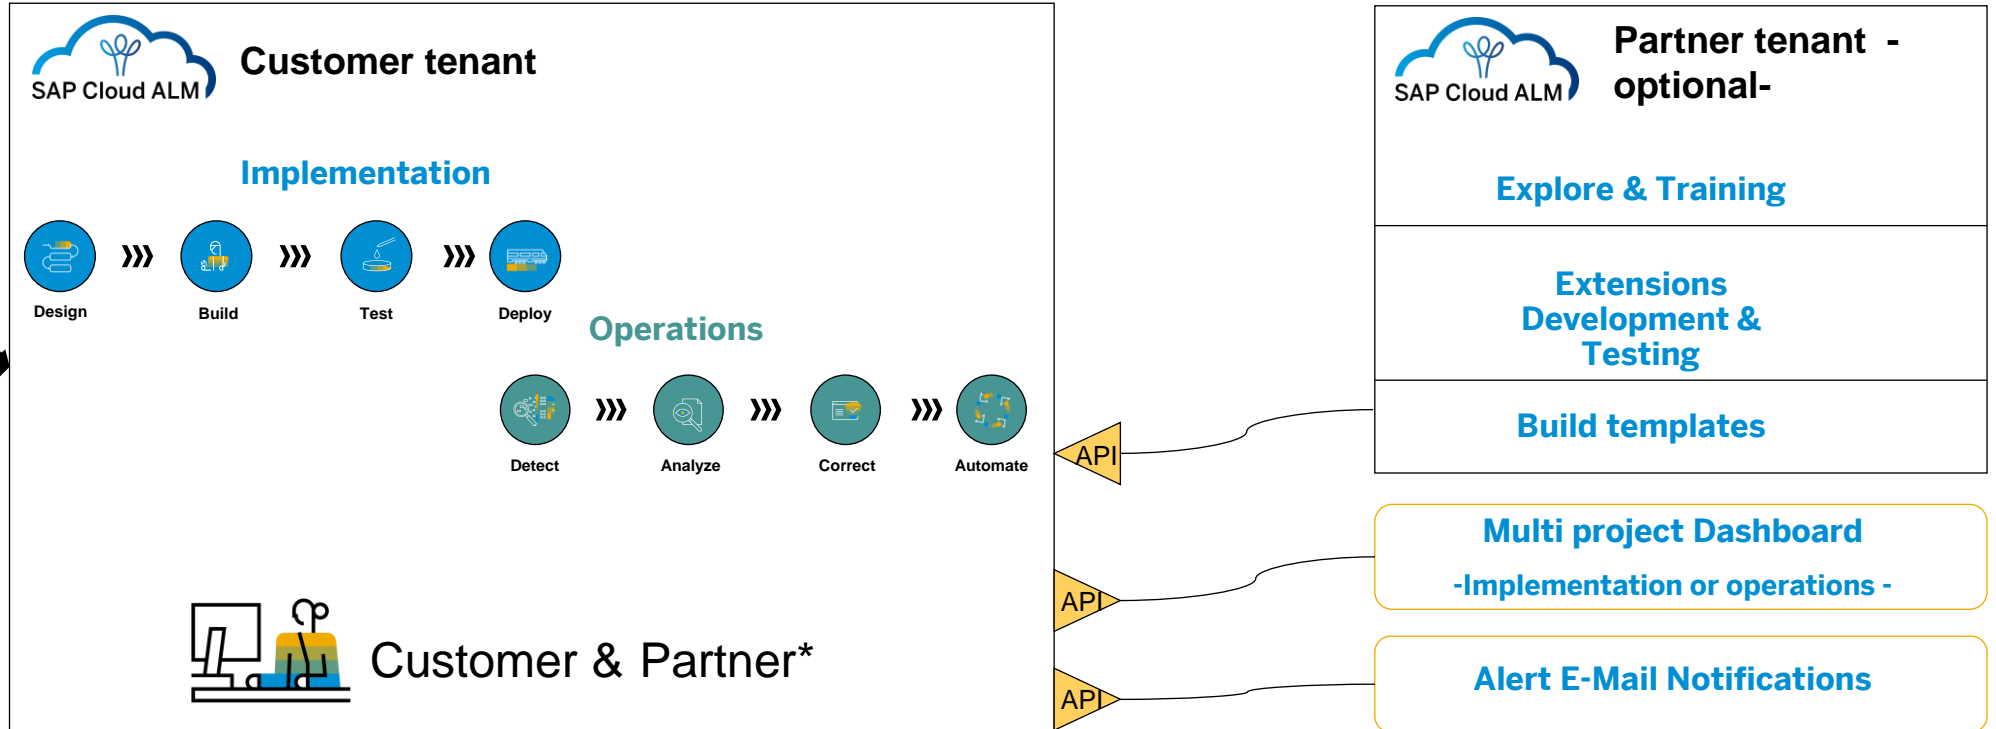 SAP Cloud ALM
Customer tenant
Implementation
Design
Build
Test
Deploy
Operations
Detect
Analyze
Correct
Automate
Customer & Partner*
API
API
API
SAP Cloud ALM
Partner tenant -
optional-
Explore & Training
Extensions
Development &
Testing
Build templates
Multi project Dashboard
-Implementation or operations -
Alert E-Mail Notifications